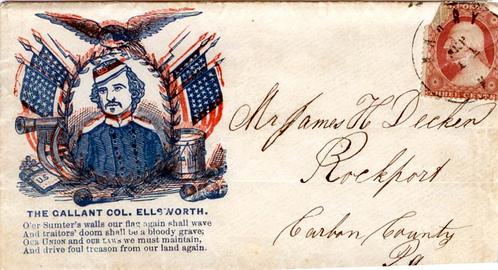 THE GALLANT COL. ELLSWORTH.
O'er Sumter's walls our flag again shall wave
And traitors' doom shall be a bloody grave;
OUR UNION and OUR LAWS we must maintain,
And drive foul treason from our land again.
Mr James H Decker
Rockport
Carbon County
Pa